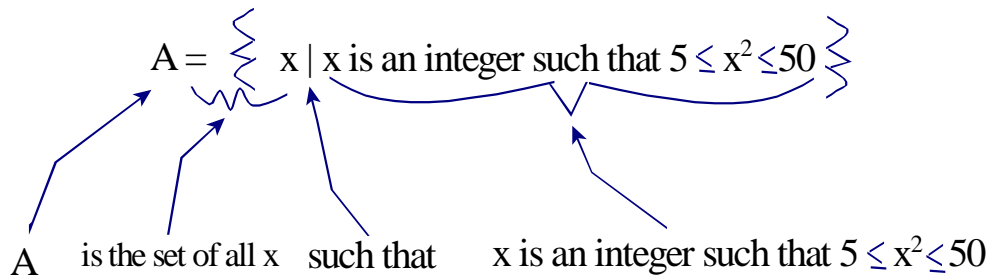 A = { x | x is an integer such that 5 ≤ x² ≤50 }
A is the set of all x such that x is an integer such that 5 ≤ x² ≤ 50